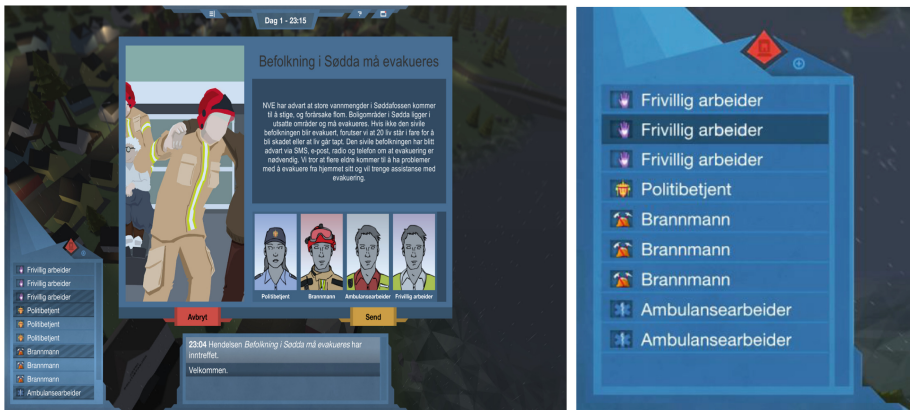 Dag 1 - 23:15
?
Befolkning i Sødda må evakueres
NVE har advart at store vannmengder i Søddafossen kommer
til å stige, og forårsake flom. Boligområder i Sødda ligger i
utsatte områder og må evakueres. Hvis ikke den sivile
befolkningen blir evakuert, forutser vi at 20 liv står i fare for å
bli skadet eller at liv går tapt. Den sivile befolkningen har blitt
advart via SMS, e-post, radio og telefon om at evakuering er
nødvendig. Vi tror at flere eldre kommer til å ha problemer
med å evakuere fra hjemmet sitt og vil trenge assistanse med
evakuering.
Politibetjent
Brannmann
Ambulansearbeider
Frivillig arbeider
Avbryt
Send
23:04 Hendelsen Befolkning i Sødda må evakueres har
inntreffet.
Velkommen.
Frivillig arbeider
Frivillig arbeider
Frivillig arbeider
Politibetjent
Politibetjent
Politibetjent
Brannmann
Brannmann
Brannmann
Ambulansearbeider
Frivillig arbeider
Frivillig arbeider
Frivillig arbeider
Politibetjent
Brannmann
Brannmann
Brannmann
Ambulansearbeider
Ambulansearbeider